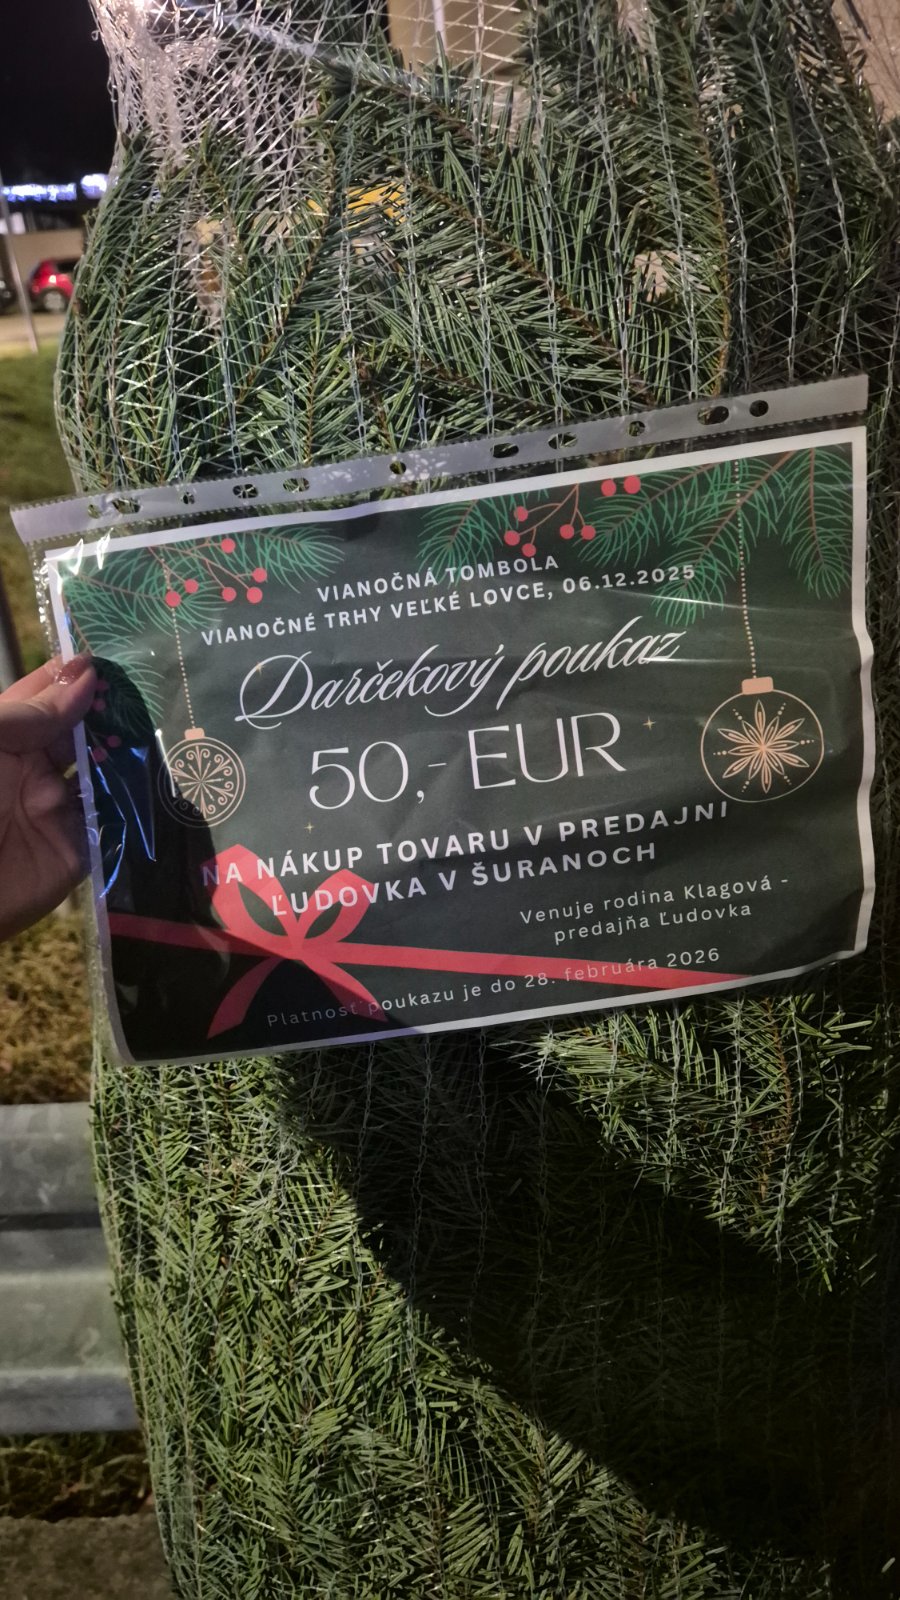 VIANOČNÁ TOMBOLA
VIANOČNÉ TRHY VEĽKÉ LOVCE, 06.12.2025
Darčekový poukaz
50,- EUR
NA NÁKUP TOVARU V PREDAJNI
ĽUDOVKA V ŠURANOCH
Venuje rodina Klagová -
predajňa Ľudovka
Platnosť poukazu je do 28. februára 2026